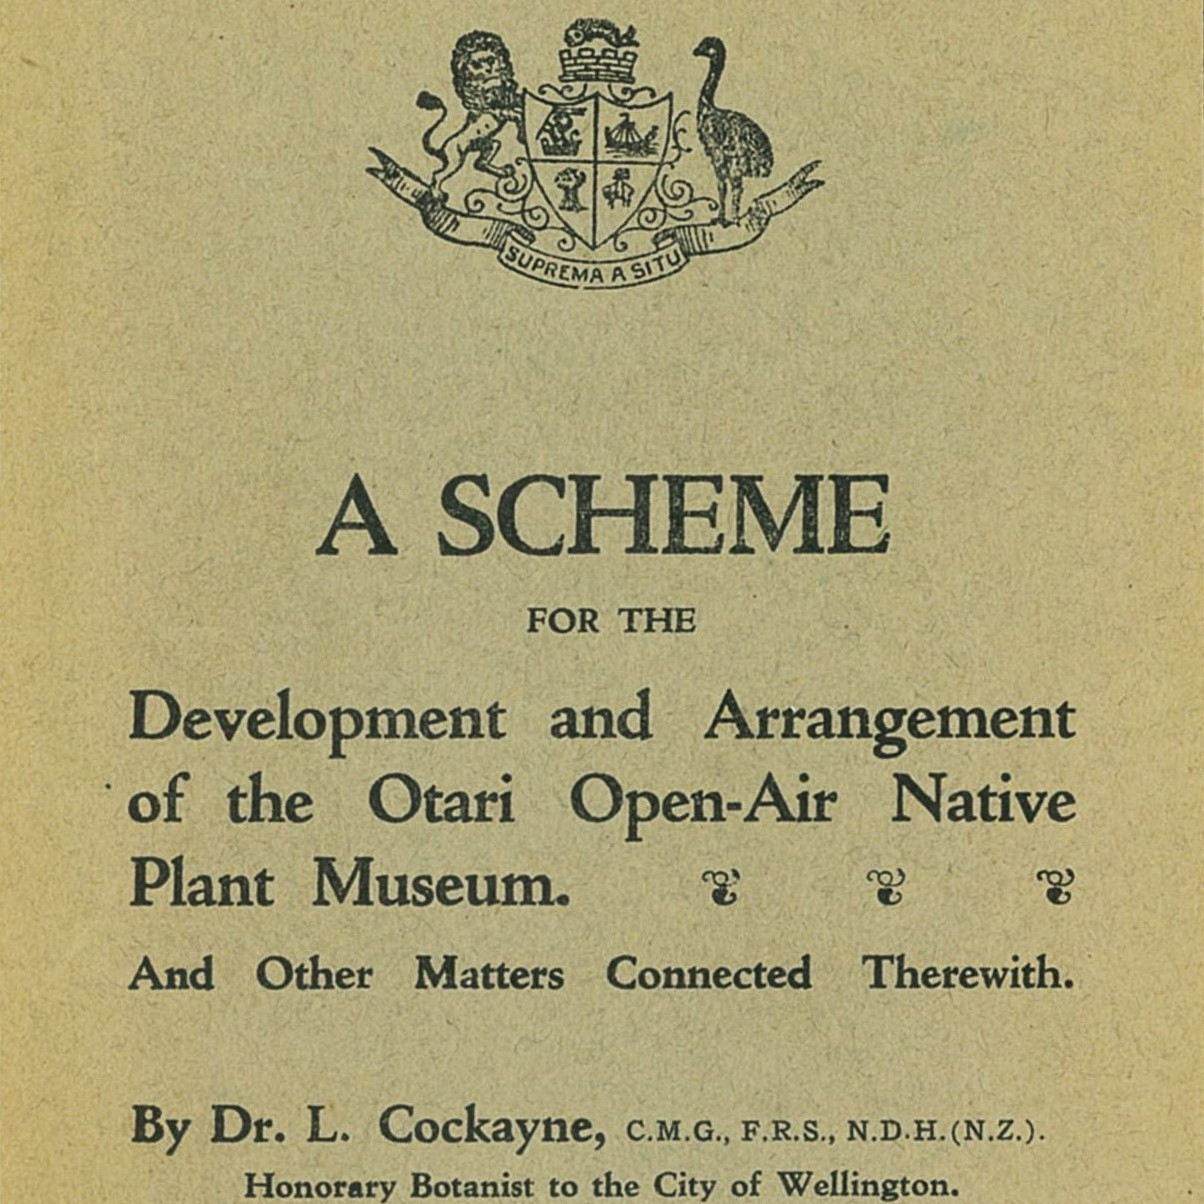 SUPREMA A SITU
A SCHEME
FOR THE
Development and Arrangement
of the Otari Open-Air Native
Plant Museum.
And Other Matters Connected Therewith.
By Dr. L. Cockayne, C.M.G., F.R.S., N.D.H.(N.Z.).
Honorary Botanist to the City of Wellington.